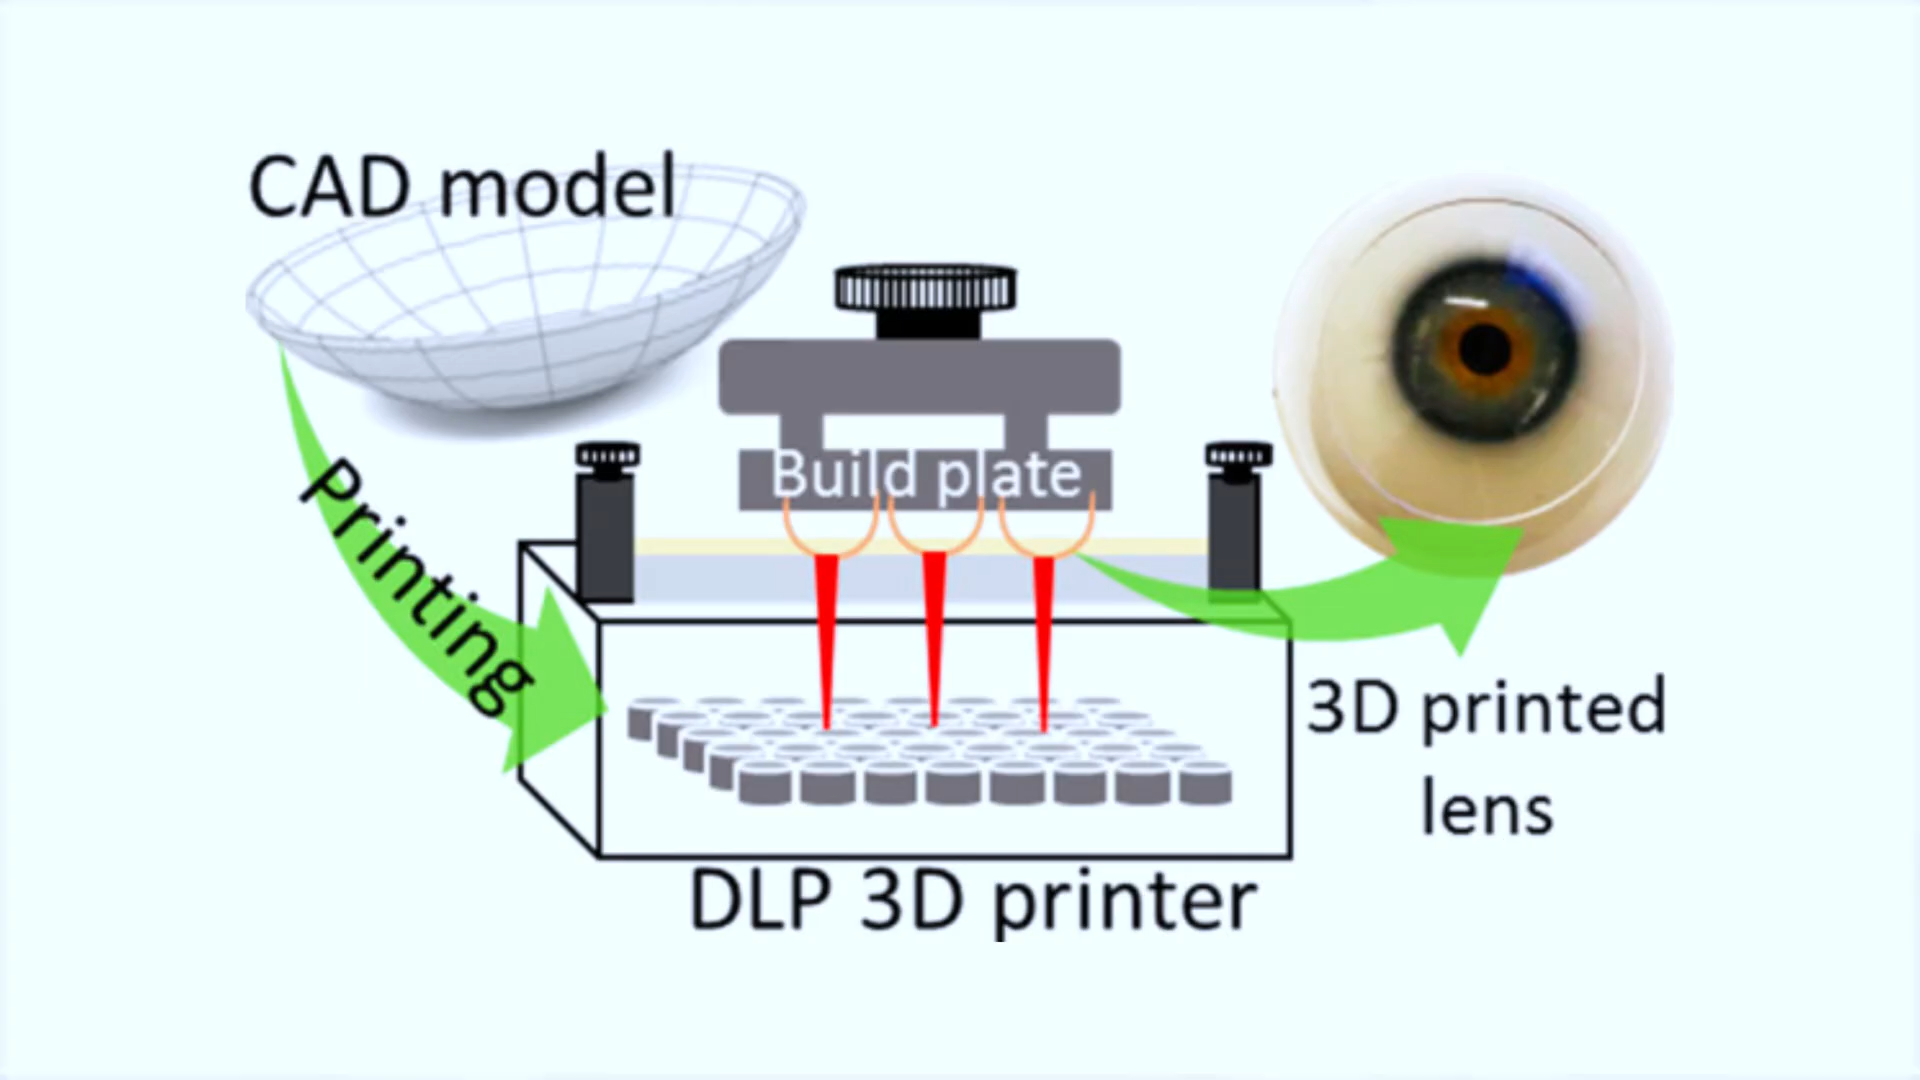 CAD model
Build plate
Printing
3D printed
lens
DLP 3D printer